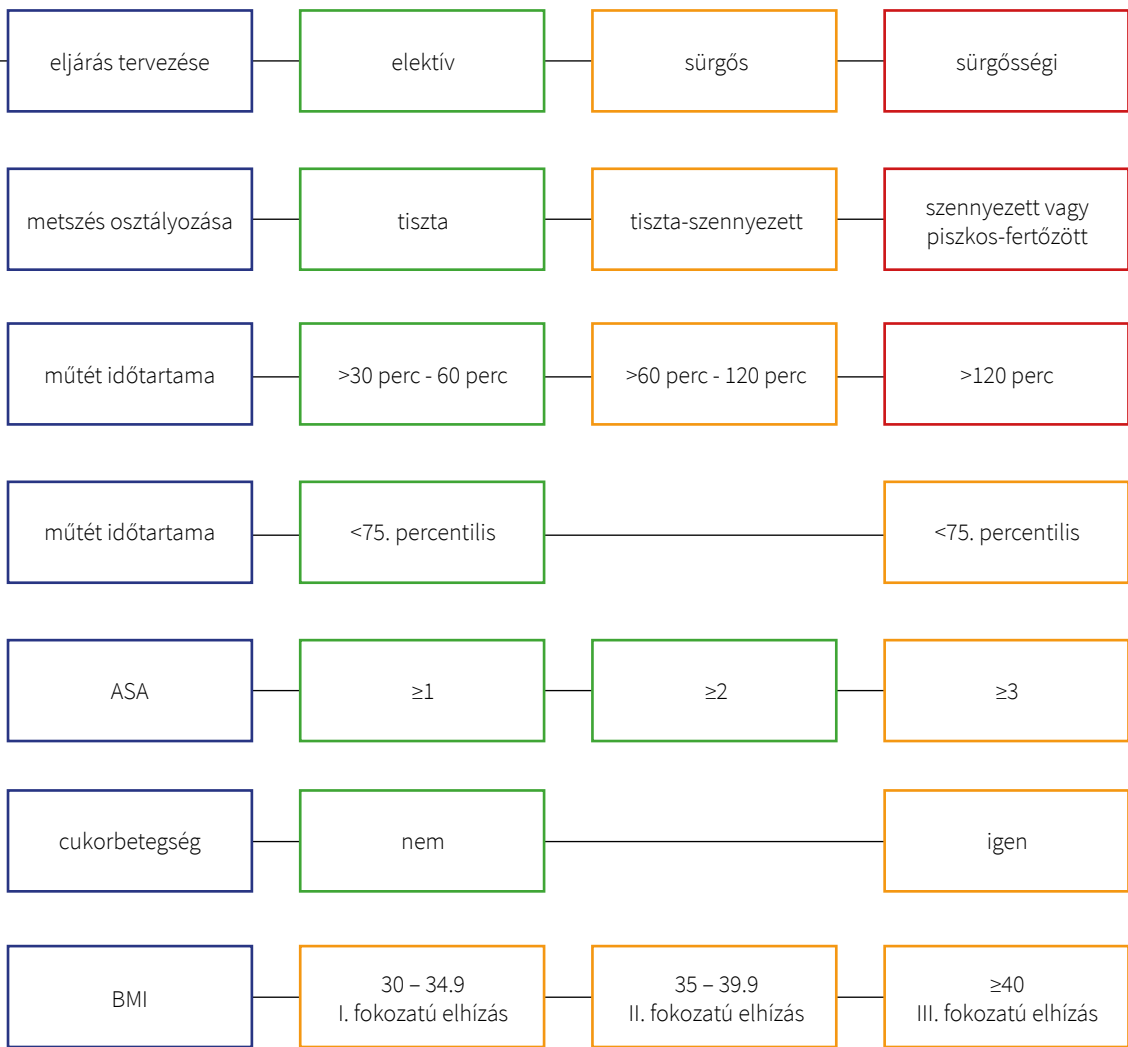 eljárás tervezése
elektív
sürgős
sürgősségi
metszés osztályozása
tiszta
tiszta-szennyezett
szennyezett vagy
piszkos-fertőzött
műtét időtartama
>30 perc - 60 perc
>60 perc - 120 perc
>120 perc
műtét időtartama
<75. percentilis
<75. percentilis
ASA
≥1
≥2
≥3
cukorbetegség
nem
igen
BMI
30 – 34.9
I. fokozatú elhízás
35 – 39.9
II. fokozatú elhízás
≥40
III. fokozatú elhízás